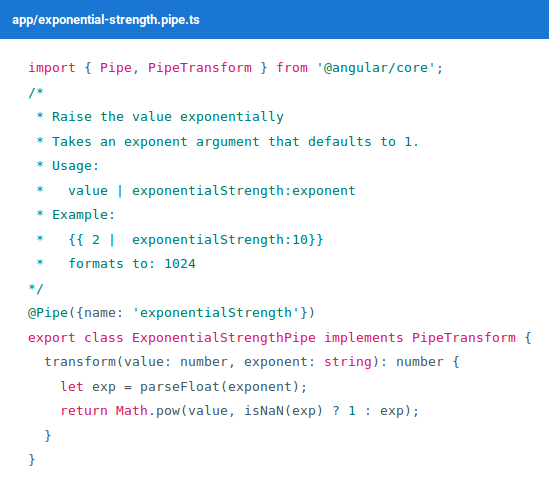 app/exponential-strength.pipe.ts
import { Pipe, PipeTransform } from '@angular/core';
/*
 * Raise the value exponentially
 * Takes an exponent argument that defaults to 1.
 * Usage:
 *   value | exponentialStrength:exponent
 * Example:
 *   {{ 2 |  exponentialStrength:10}}
 *   formats to: 1024
*/
@Pipe({name: 'exponentialStrength'})
export class ExponentialStrengthPipe implements PipeTransform {
  transform(value: number, exponent: string): number {
    let exp = parseFloat(exponent);
    return Math.pow(value, isNaN(exp) ? 1 : exp);
  }
}